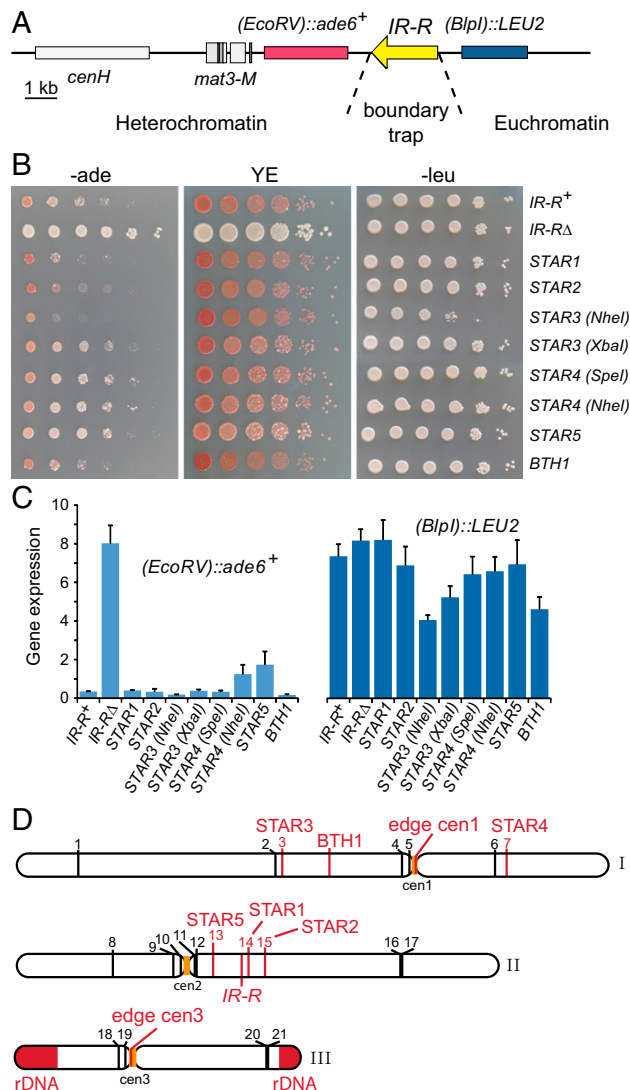 A
(EcoRV)::ade6+ IR-R (BlpI)::LEU2
cenH mat3-M
1 kb
Heterochromatin boundary trap Euchromatin
B
-ade YE -leu
IR-R+
IR-RΔ
STAR1
STAR2
STAR3 (NheI)
STAR3 (XbaI)
STAR4 (SpeI)
STAR4 (NheI)
STAR5
BTH1
C
Gene expression
10
8
6
4
2
0
(EcoRV)::ade6+
(BlpI)::LEU2
IR-R+
IR-RΔ
STAR1
STAR2
STAR3 (NheI)
STAR3 (XbaI)
STAR4 (SpeI)
STAR4 (NheI)
STAR5
BTH1
IR-R+
IR-RΔ
STAR1
STAR2
STAR3 (NheI)
STAR3 (XbaI)
STAR4 (SpeI)
STAR4 (NheI)
STAR5
BTH1
D
STAR3 BTH1 edge cen1 STAR4
1 2 3 4 5 6 7
cen1
I
STAR5 STAR1 STAR2
8 9 10 11 12 13 14 15 16 17
cen2
IR-R
II
edge cen3
18 19 20 21
rDNA cen3 rDNA
III